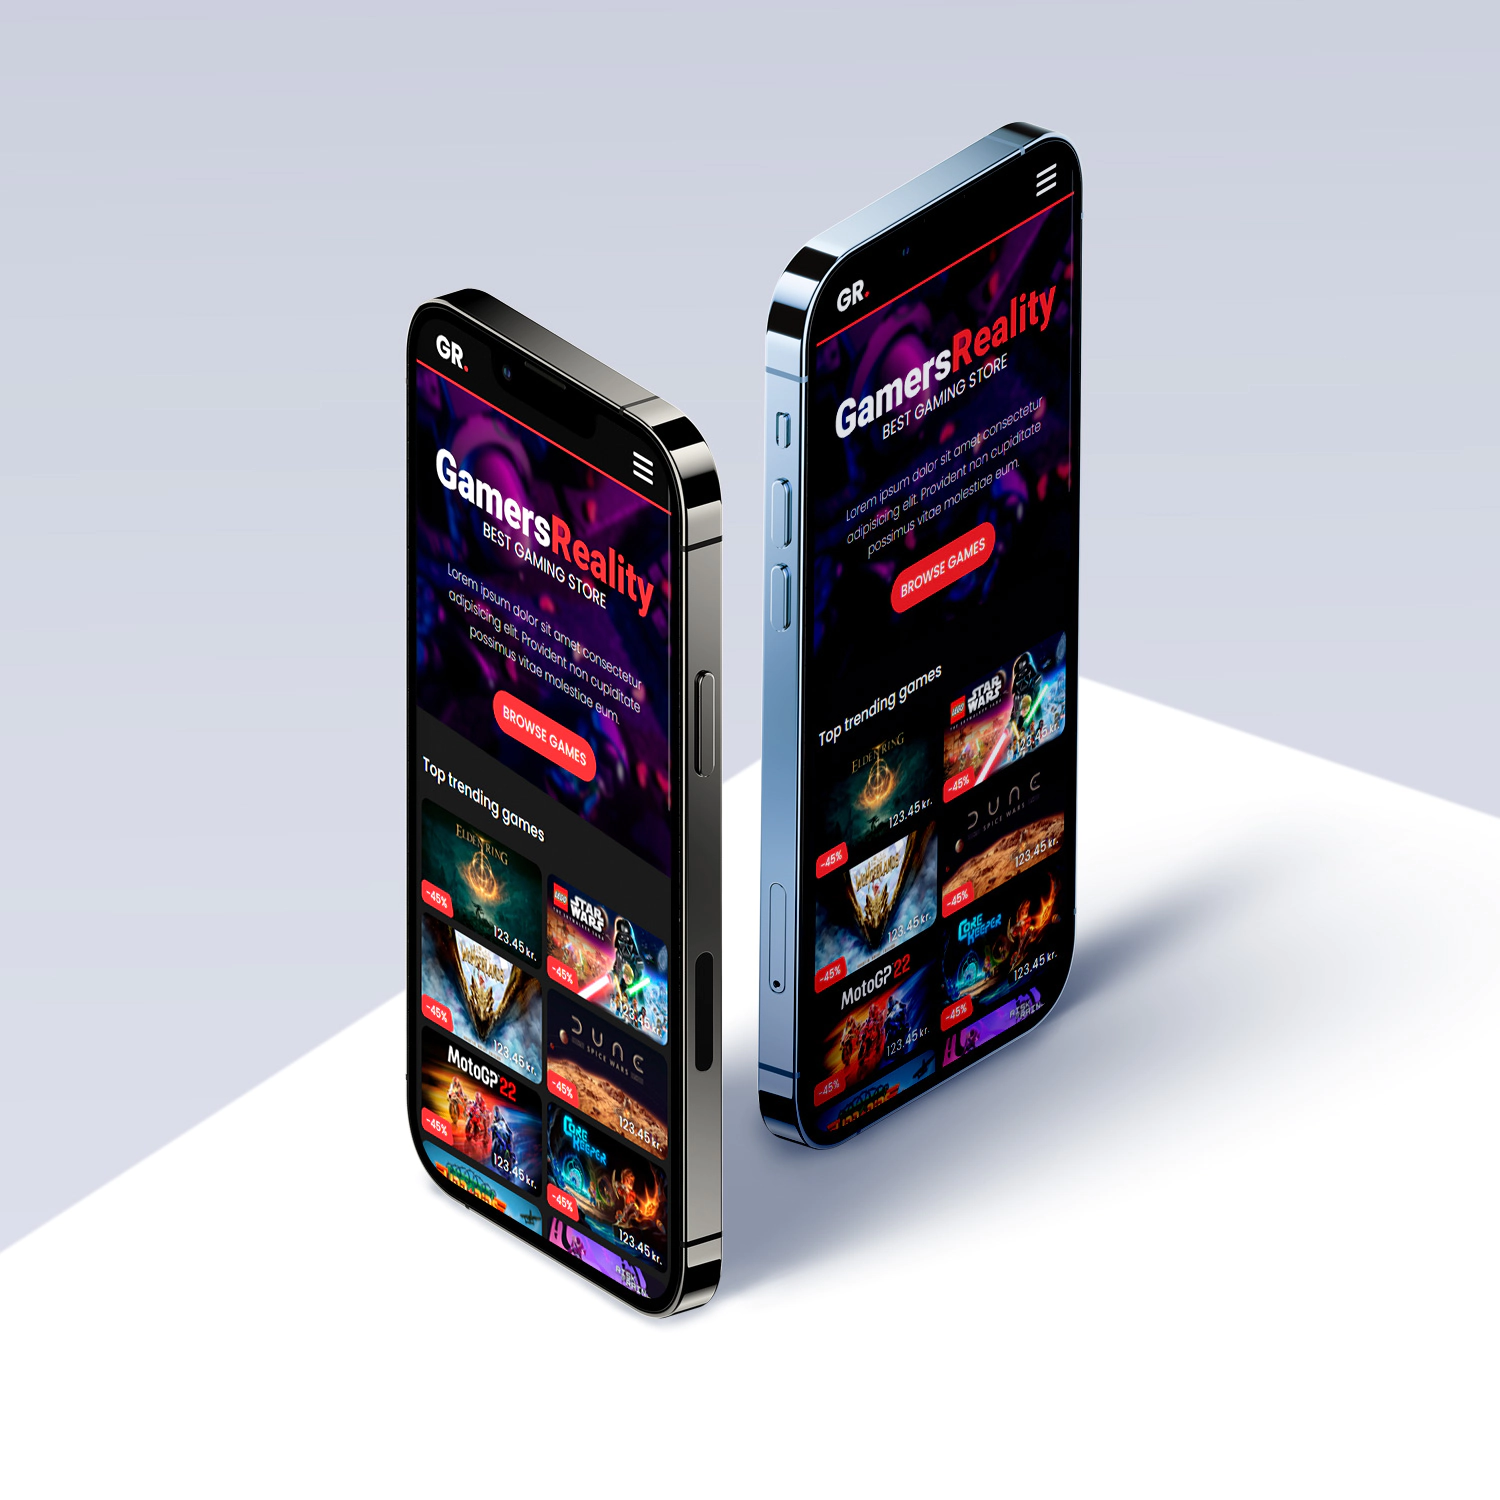 GR.
GamersReality
BEST GAMING STORE
Lorem ipsum dolor sit amet consectetur
adipisicing elit. Provident non cupiditate
possimus vitae molestiae eum.
BROWSE GAMES
Top trending games
ELDEN RING
-45%
123.45 kr.
LEGO STAR WARS
-45%
123.45 kr.
-45%
123.45 kr.
DUNE
SPICE WARS
-45%
123.45 kr.
MotoGP 22
-45%
123.45 kr.
CORE KEEPER
-45%
123.45 kr.
GR.
GamersReality
BEST GAMING STORE
Lorem ipsum dolor sit amet consectetur
adipisicing elit. Provident non cupiditate
possimus vitae molestiae eum.
BROWSE GAMES
Top trending games
ELDEN RING
-45%
123.45 kr.
LEGO STAR WARS
-45%
123.45 kr.
-45%
123.45 kr.
DUNE
SPICE WARS
-45%
123.45 kr.
MotoGP 22
-45%
123.45 kr.
CORE KEEPER
-45%
123.45 kr.